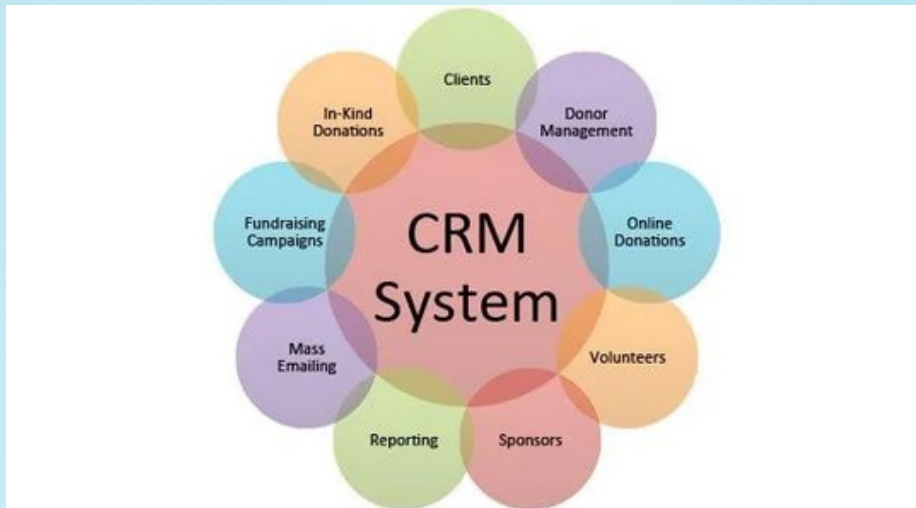 Clients
Donor
Management
Online
Donations
Volunteers
Sponsors
Reporting
Mass
Emailing
Fundraising
Campaigns
In-Kind
Donations
CRM
System